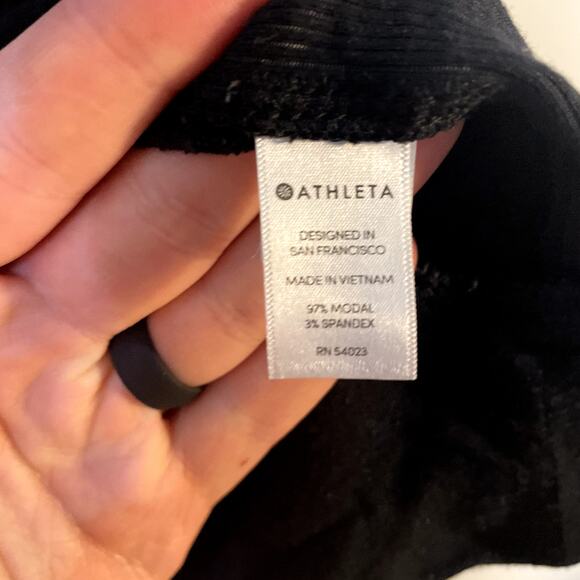 ATHLETA
DESIGNED IN
SAN FRANCISCO
MADE IN VIETNAM
97% MODAL
3% SPANDEX
RN 54023